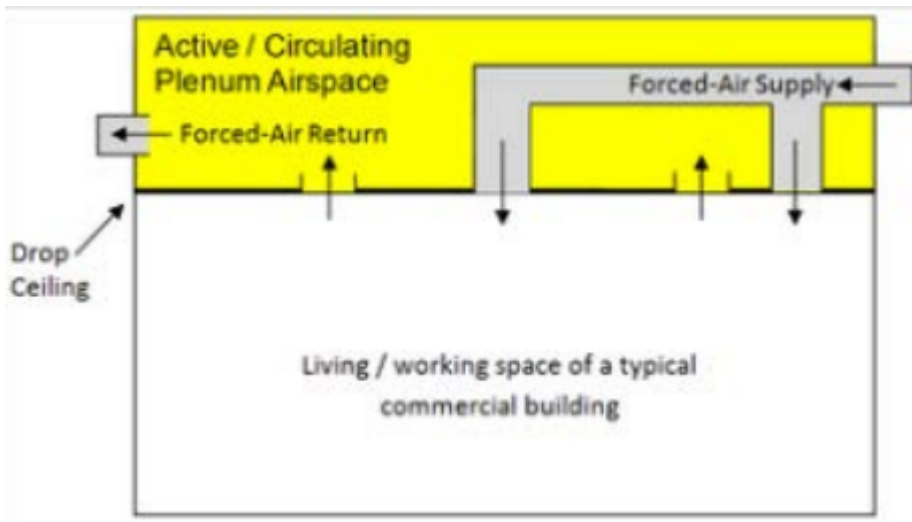 Active / Circulating
Plenum Airspace
Forced-Air Supply
Forced-Air Return
Drop
Ceiling
Living / working space of a typical
commercial building